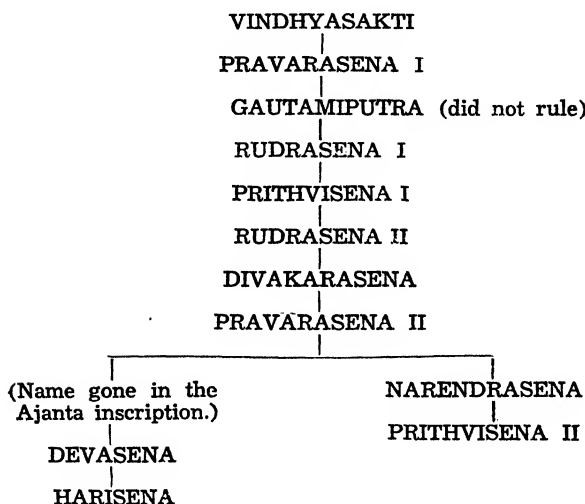 VINDHYASAKTI
PRAVARASENA I
GAUTAMIPUTRA (did not rule)
RUDRASENA I
PRITHVISENA I
RUDRASENA II
DIVAKARASENA
PRAVARASENA II
(Name gone in the
Ajanta inscription.)
DEVASENA
HARISENA
NARENDRASENA
PRITHVISENA II